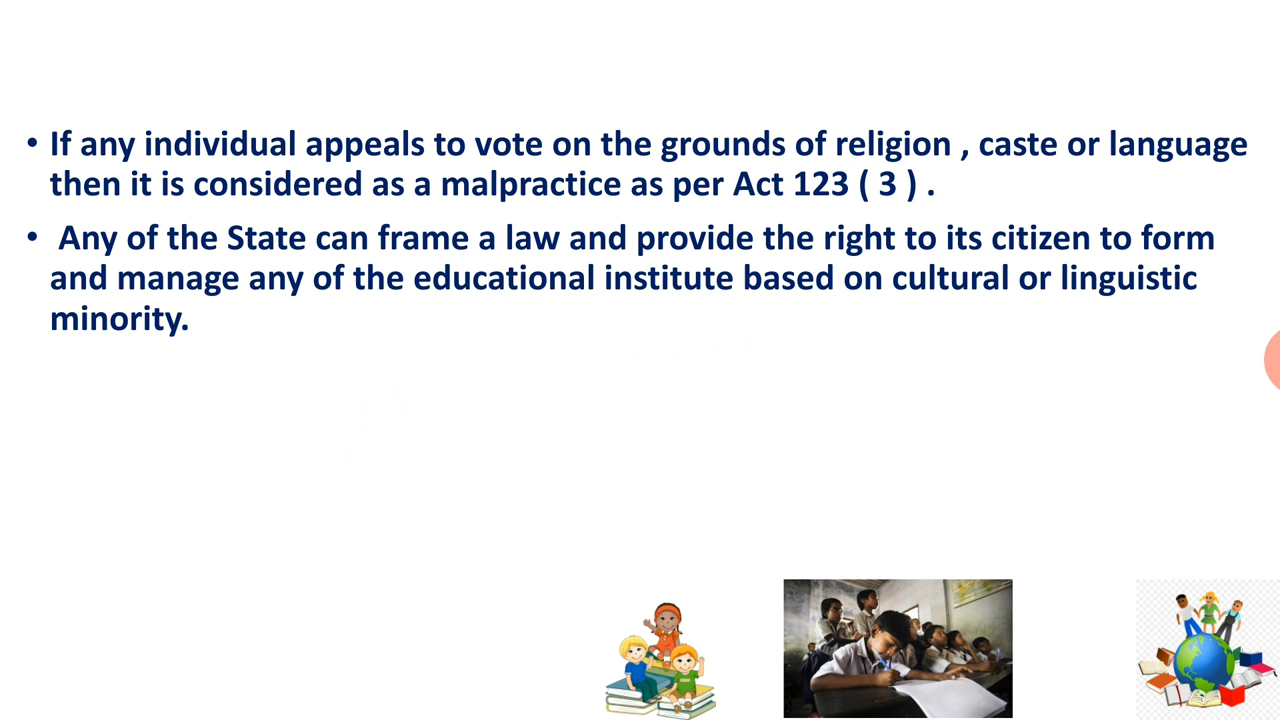 • If any individual appeals to vote on the grounds of religion , caste or language
then it is considered as a malpractice as per Act 123 ( 3 ) .
• Any of the State can frame a law and provide the right to its citizen to form
and manage any of the educational institute based on cultural or linguistic
minority.